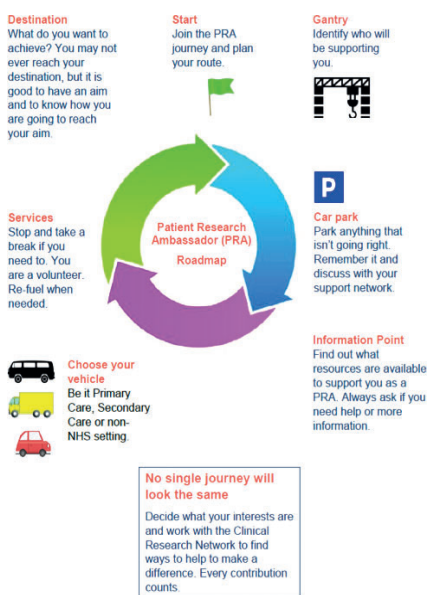 Destination
What do you want to
achieve? You may not
ever reach your
destination, but it is
good to have an aim
and to know how you
are going to reach
your aim.
Start
Join the PRA
journey and plan
your route.
Gantry
Identify who will
be supporting
you.
P
Car park
Park anything that
isn't going right.
Remember it and
discuss with your
support network.
Information Point
Find out what
resources are available
to support you as a
PRA. Always ask if you
need help or more
information.
Patient Research
Ambassador (PRA)
Roadmap
Services
Stop and take a
break if you
need to. You
are a volunteer.
Re-fuel when
needed.
Choose your
vehicle
Be it Primary
Care, Secondary
Care or non-
NHS setting.
No single journey will
look the same
Decide what your interests are
and work with the Clinical
Research Network to find
ways to help to make a
difference. Every contribution
counts.